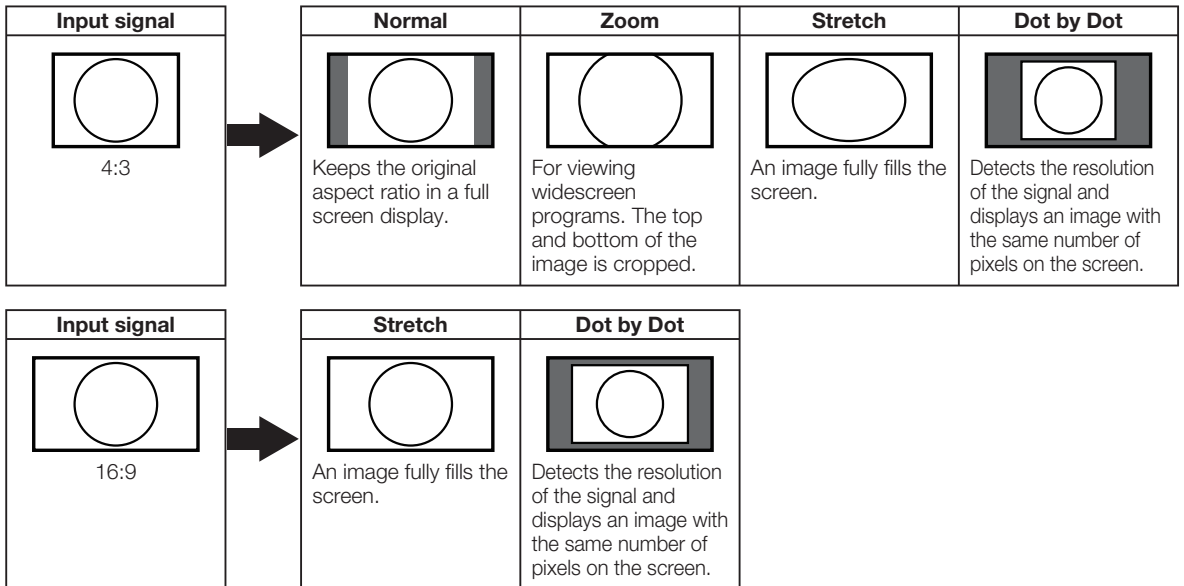 Input signal
Normal
Zoom
Stretch
Dot by Dot
4:3
Keeps the original
aspect ratio in a full
screen display.
For viewing
widescreen
programs. The top
and bottom of the
image is cropped.
An image fully fills the
screen.
Detects the resolution
of the signal and
displays an image with
the same number of
pixels on the screen.
Input signal
Stretch
Dot by Dot
16:9
An image fully fills the
screen.
Detects the resolution
of the signal and
displays an image with
the same number of
pixels on the screen.